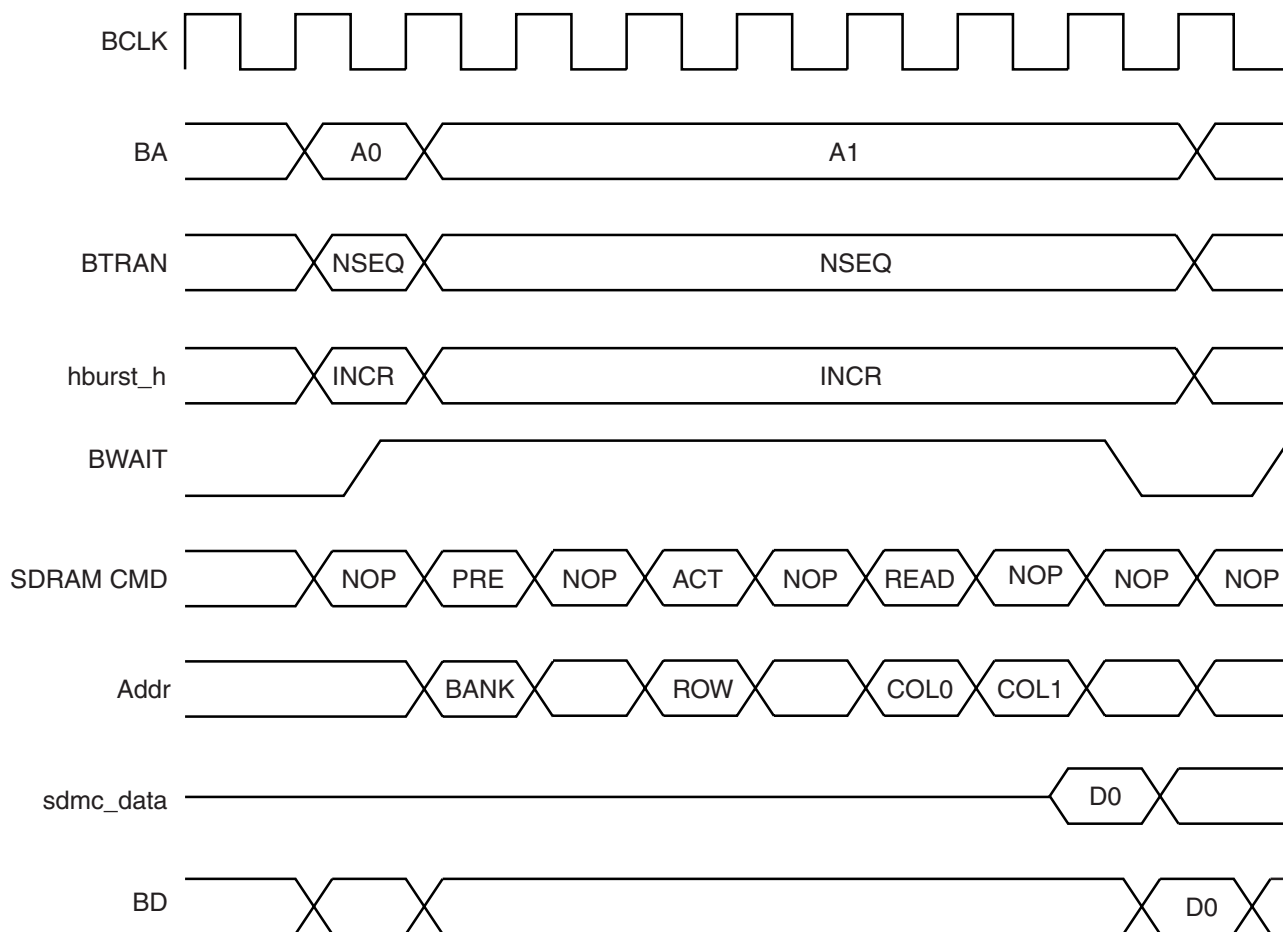 BCLK
BA A0 A1
BTRAN NSEQ NSEQ
hburst_h INCR INCR
BWAIT
SDRAM CMD NOP PRE NOP ACT NOP READ NOP NOP NOP
Addr BANK ROW COL0 COL1
sdmc_data D0
BD D0